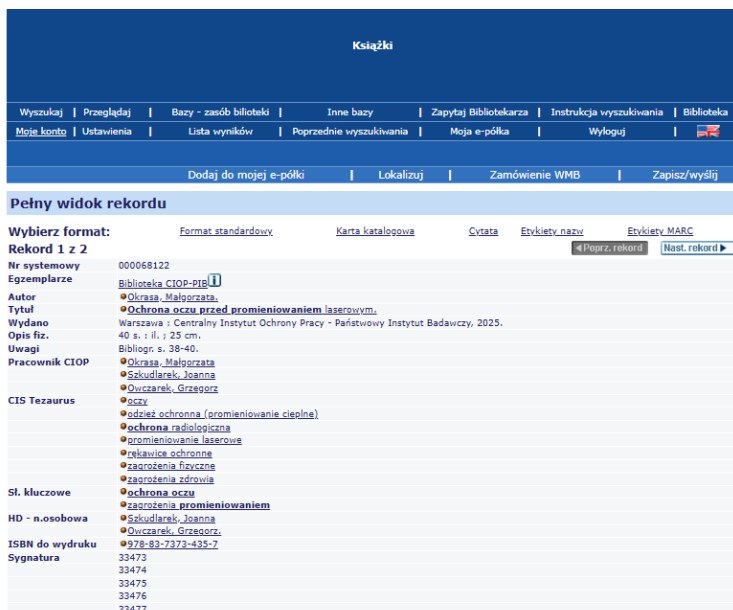 Książki
Wyszukaj | Przeglądaj | Bazy - zasób bilioteki | Inne bazy | Zapytaj Bibliotekarza | Instrukcja wyszukiwania | Biblioteka
Moje konto | Ustawienia | Lista wyników | Poprzednie wyszukiwania | Moja e-półka | Wyloguj |
Dodaj do mojej e-półki | Lokalizuj | Zamówienie WMB | Zapisz/wyślij
Pełny widok rekordu
Wybierz format: Format standardowy Karta katalogowa Cytata Etykiety nazw Etykiety MARC
Rekord 1 z 2 Poprz. rekord Nast. rekord
Nr systemowy 000068122
Egzemplarze Biblioteka CIOP-PIB i
Autor Okrasa, Małgorzata.
Tytuł Ochrona oczu przed promieniowaniem laserowym.
Wydano Warszawa : Centralny Instytut Ochrony Pracy - Państwowy Instytut Badawczy, 2025.
Opis fiz. 40 s. : il. ; 25 cm.
Uwagi Bibliogr. s. 38-40.
Pracownik CIOP Okrasa, Małgorzata
Szkudlarek, Joanna
Owczarek, Grzegorz
CIS Tezaurus oczy
odzież ochronna (promieniowanie cieplne)
ochrona radiologiczna
promieniowanie laserowe
rękawice ochronne
zagrożenia fizyczne
zagrożenia zdrowia
Sł. kluczowe ochrona oczu
zagrożenia promieniowaniem
HD - n.osobowa Szkudlarek, Joanna
Owczarek, Grzegorz.
ISBN do wydruku 978-83-7373-435-7
Sygnatura 33473
33474
33475
33476
33477